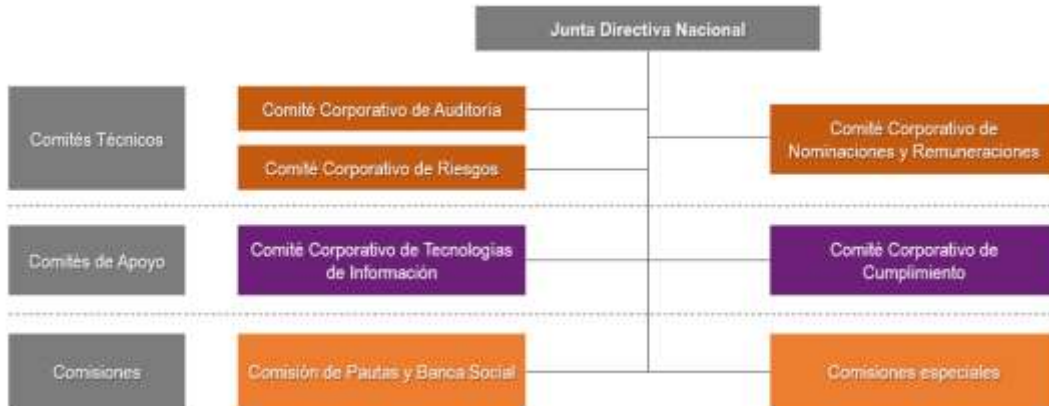 Junta Directiva Nacional
Comités Técnicos
Comité Corporativo de Auditoria
Comité Corporativo de Riesgos
Comité Corporativo de
Nominaciones y Remuneraciones
Comités de Apoyo
Comité Corporativo de Tecnologías
de Información
Comité Corporativo de
Cumplimiento
Comisiones
Comisión de Pautas y Banca Social
Comisiones especiales